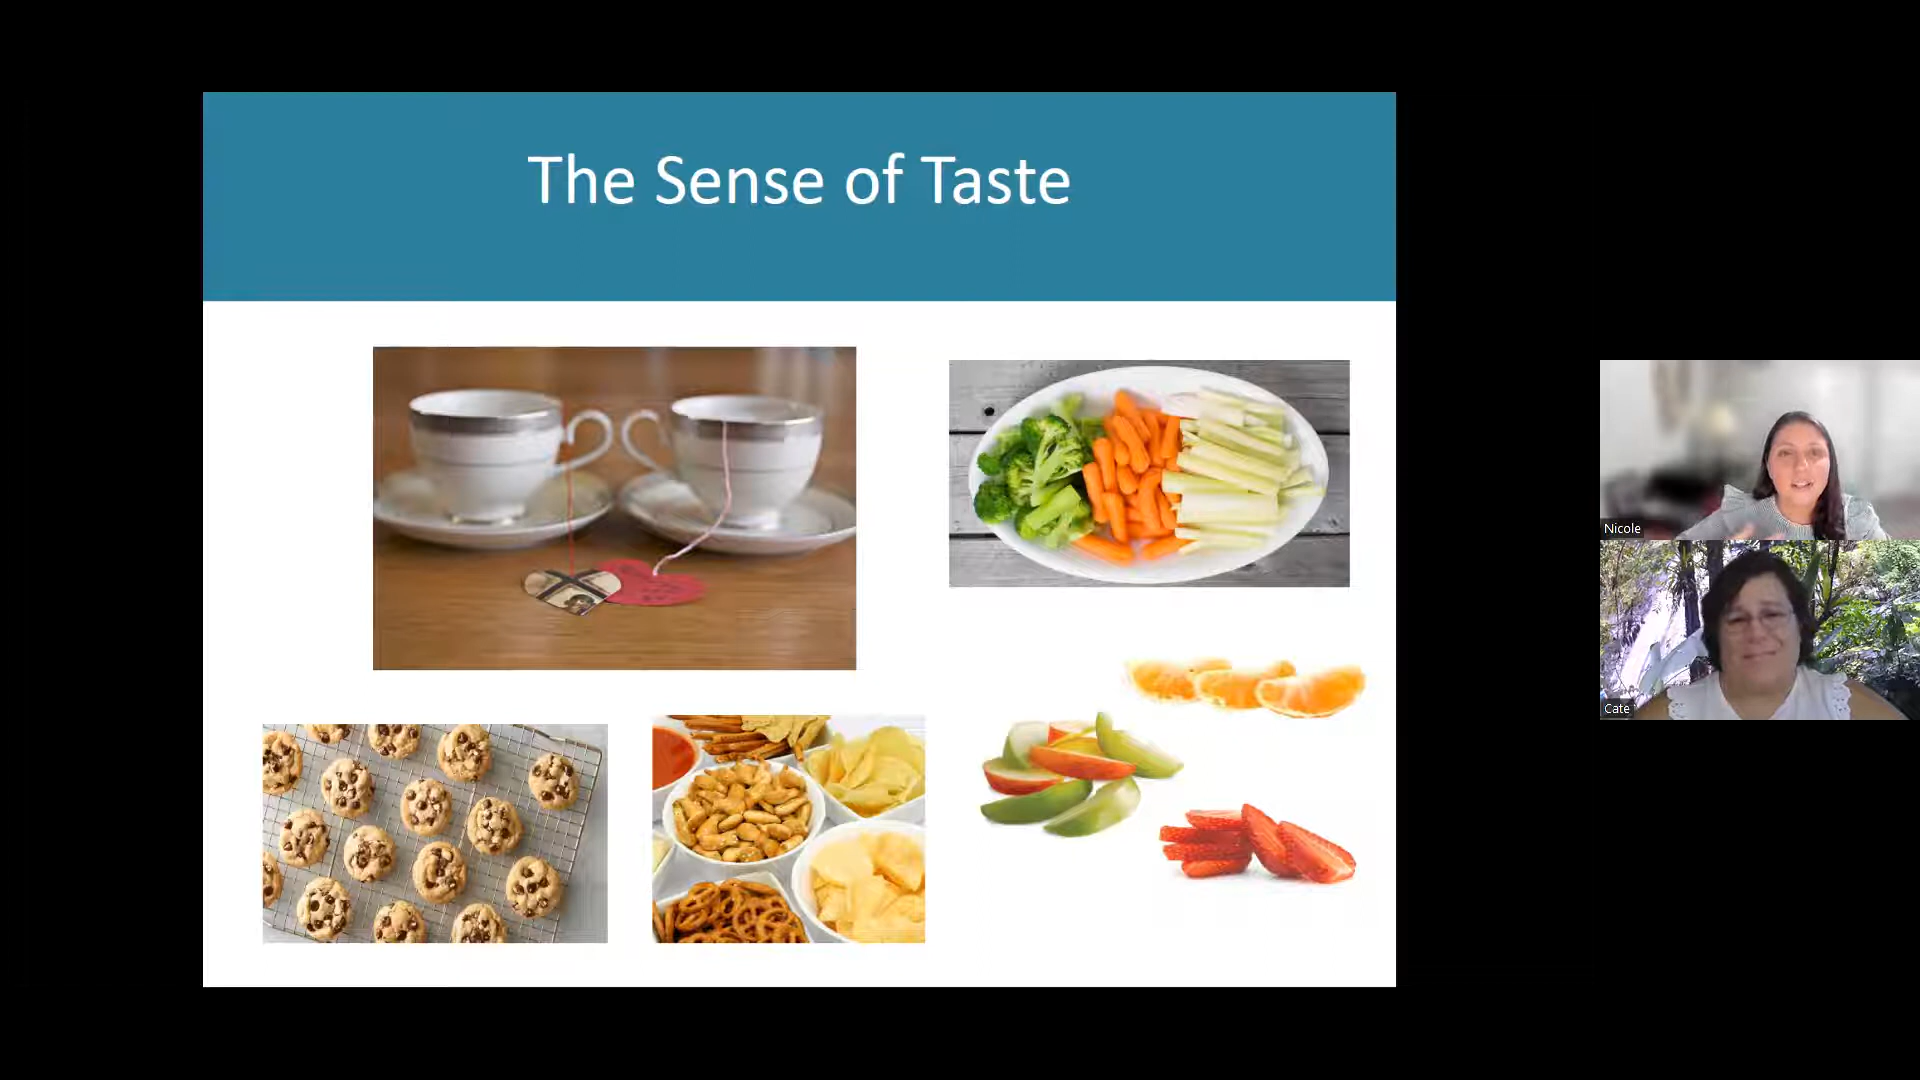 The Sense of Taste
Nicole
Cate